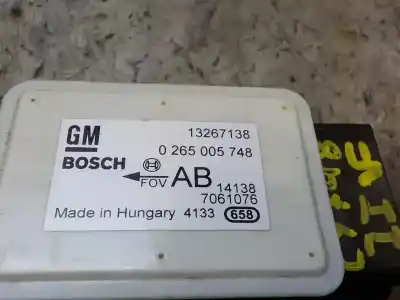 GM 13267138
BOSCH 0 265 005 748
FOV AB 14138
7061076
Made in Hungary 4133 658